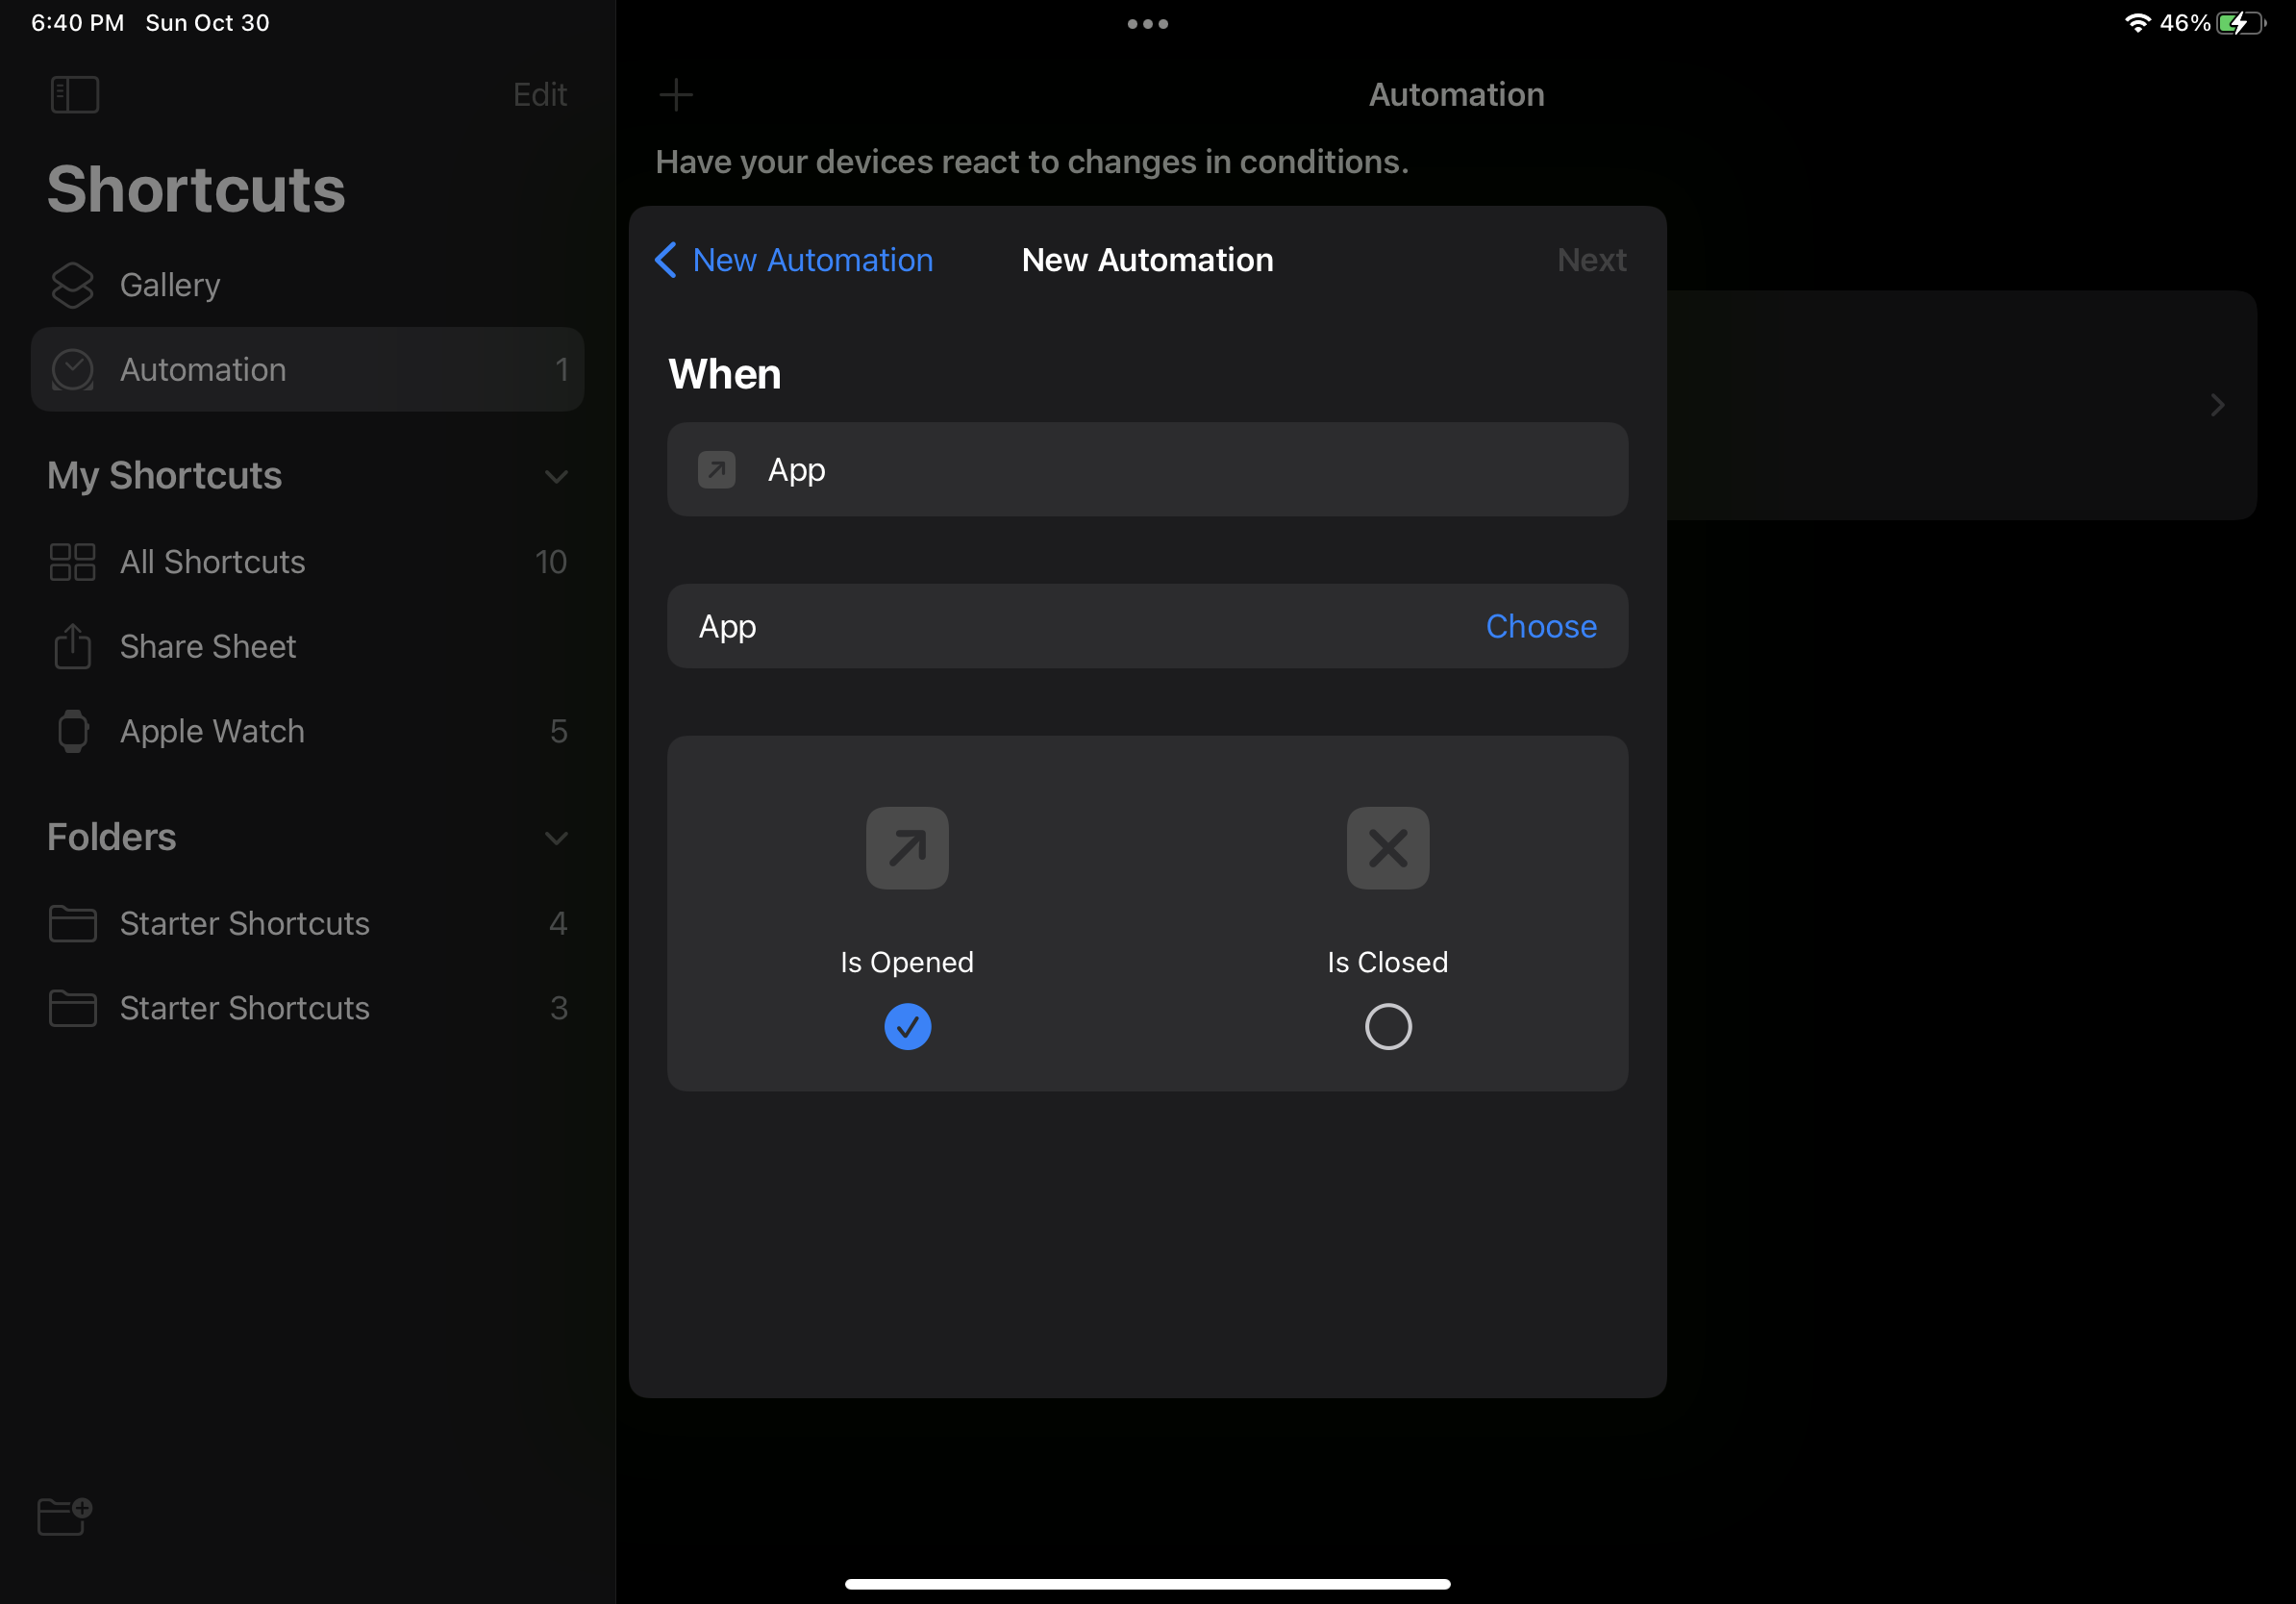 6:40 PM Sun Oct 30
46%
Edit
Shortcuts
Gallery
Automation 1
My Shortcuts
All Shortcuts 10
Share Sheet
Apple Watch 5
Folders
Starter Shortcuts 4
Starter Shortcuts 3
Automation
Have your devices react to changes in conditions.
New Automation New Automation Next
When
App
App Choose
Is Opened Is Closed